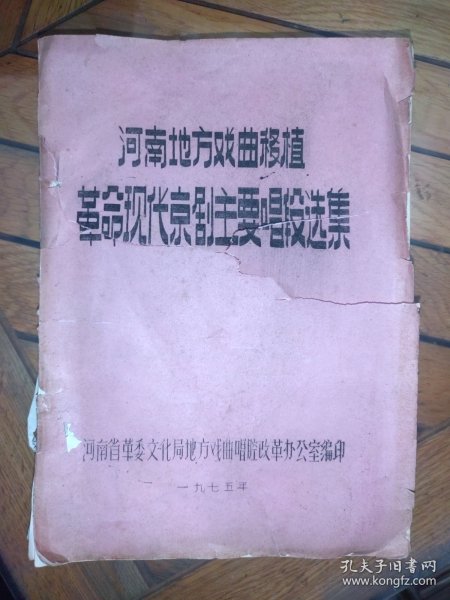 河南地方戏曲移植
革命现代京剧主要唱段选集
河南省革委文化局地方戏曲唱腔改革办公室编印
一九七五年
孔夫子旧书网
www.kongfz.com